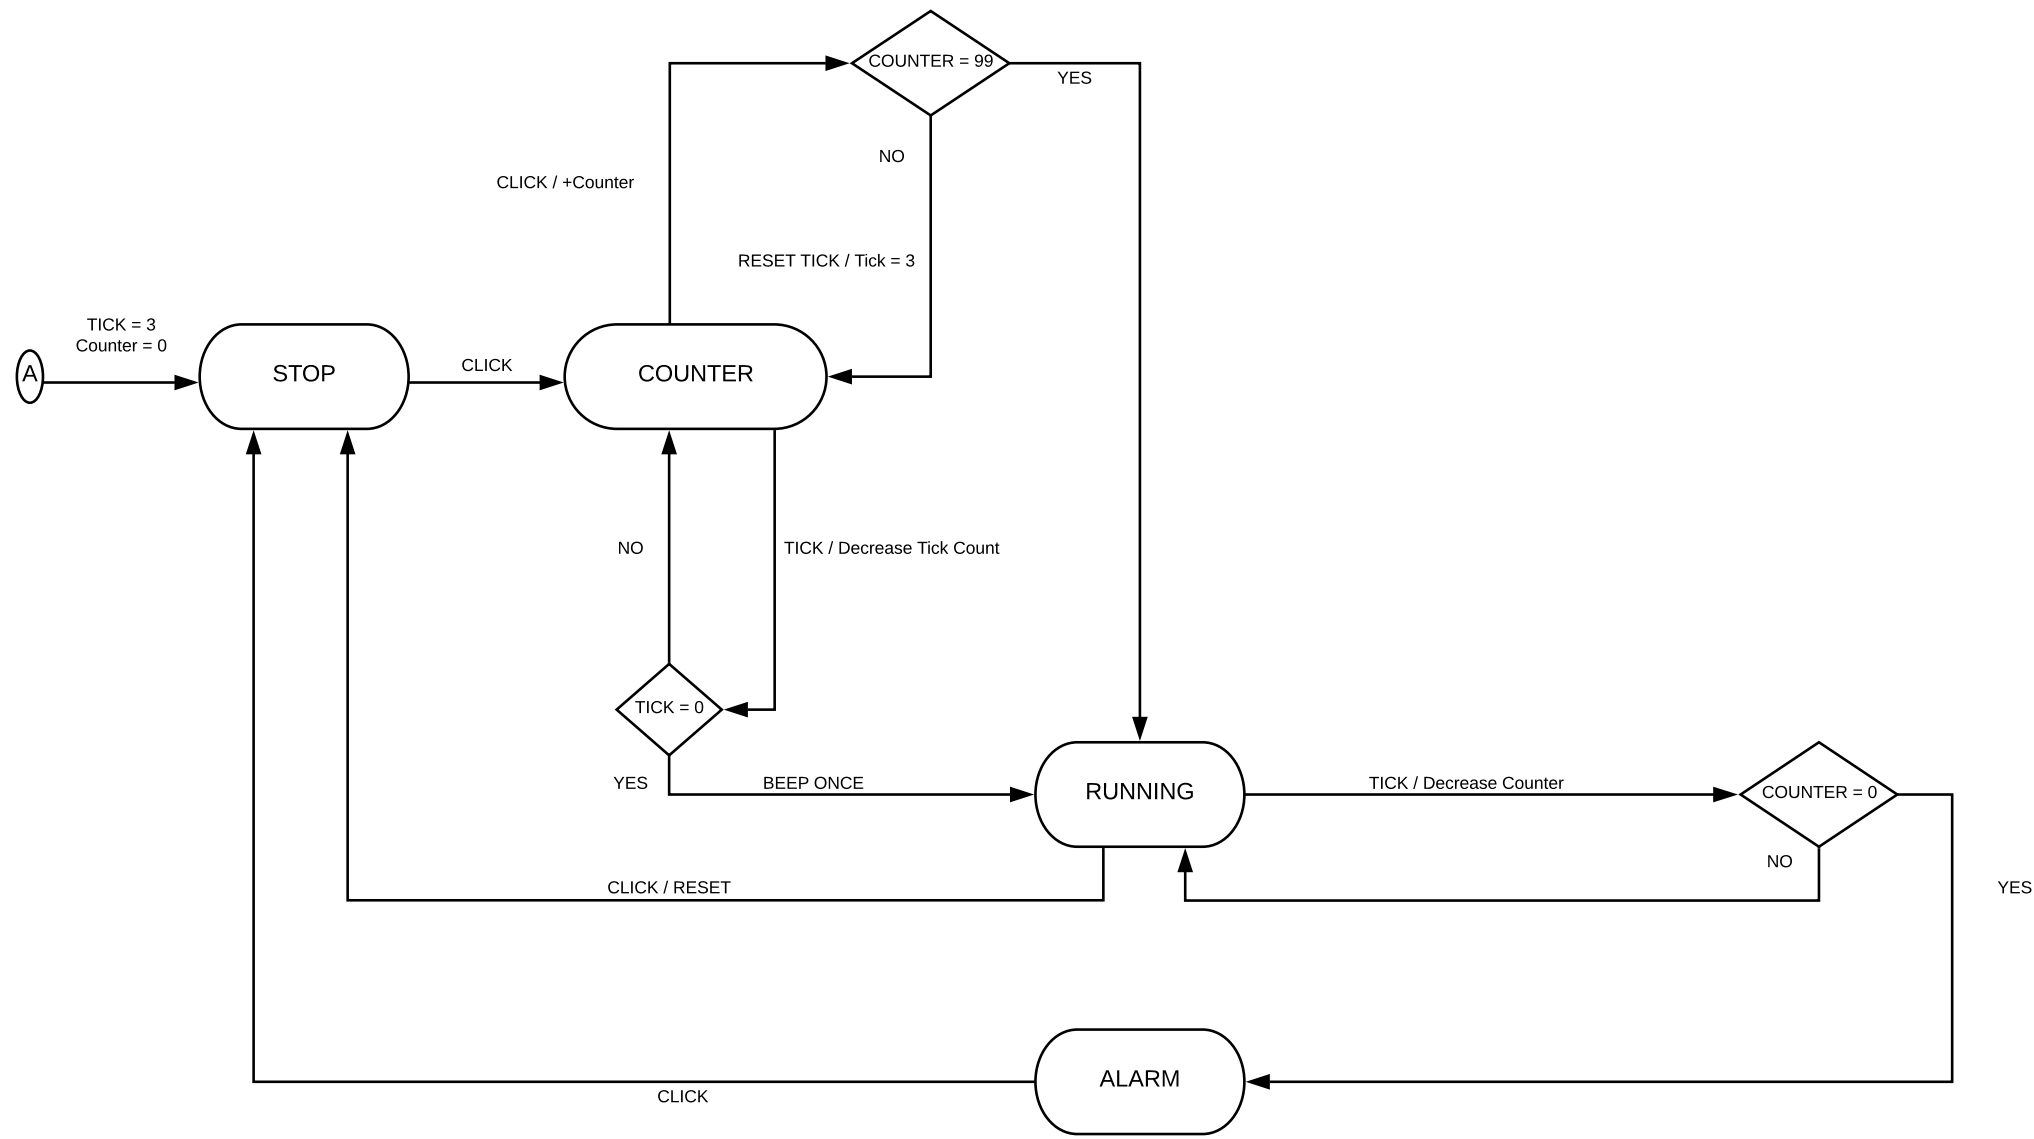 COUNTER = 99
YES
NO
CLICK / +Counter
RESET TICK / Tick = 3
TICK = 3
Counter = 0
A
STOP
CLICK
COUNTER
NO
TICK / Decrease Tick Count
TICK = 0
YES
BEEP ONCE
RUNNING
TICK / Decrease Counter
COUNTER = 0
NO
CLICK / RESET
YES
ALARM
CLICK